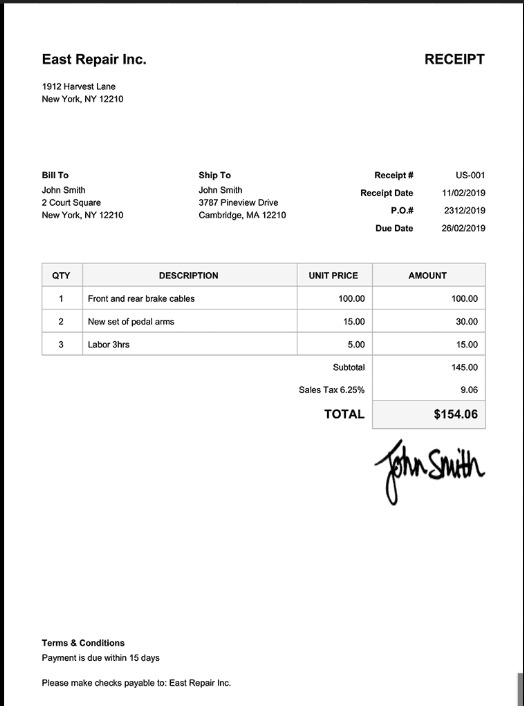 East Repair Inc.
RECEIPT
1912 Harvest Lane
New York, NY 12210
Bill To
John Smith
2 Court Square
New York, NY 12210
Ship To
John Smith
3787 Pineview Drive
Cambridge, MA 12210
Receipt # US-001
Receipt Date 11/02/2019
P.O.# 2312/2019
Due Date 26/02/2019
QTY DESCRIPTION UNIT PRICE AMOUNT
1 Front and rear brake cables 100.00 100.00
2 New set of pedal arms 15.00 30.00
3 Labor 3hrs 5.00 15.00
Subtotal 145.00
Sales Tax 6.25% 9.06
TOTAL $154.06
John Smith
Terms & Conditions
Payment is due within 15 days
Please make checks payable to: East Repair Inc.